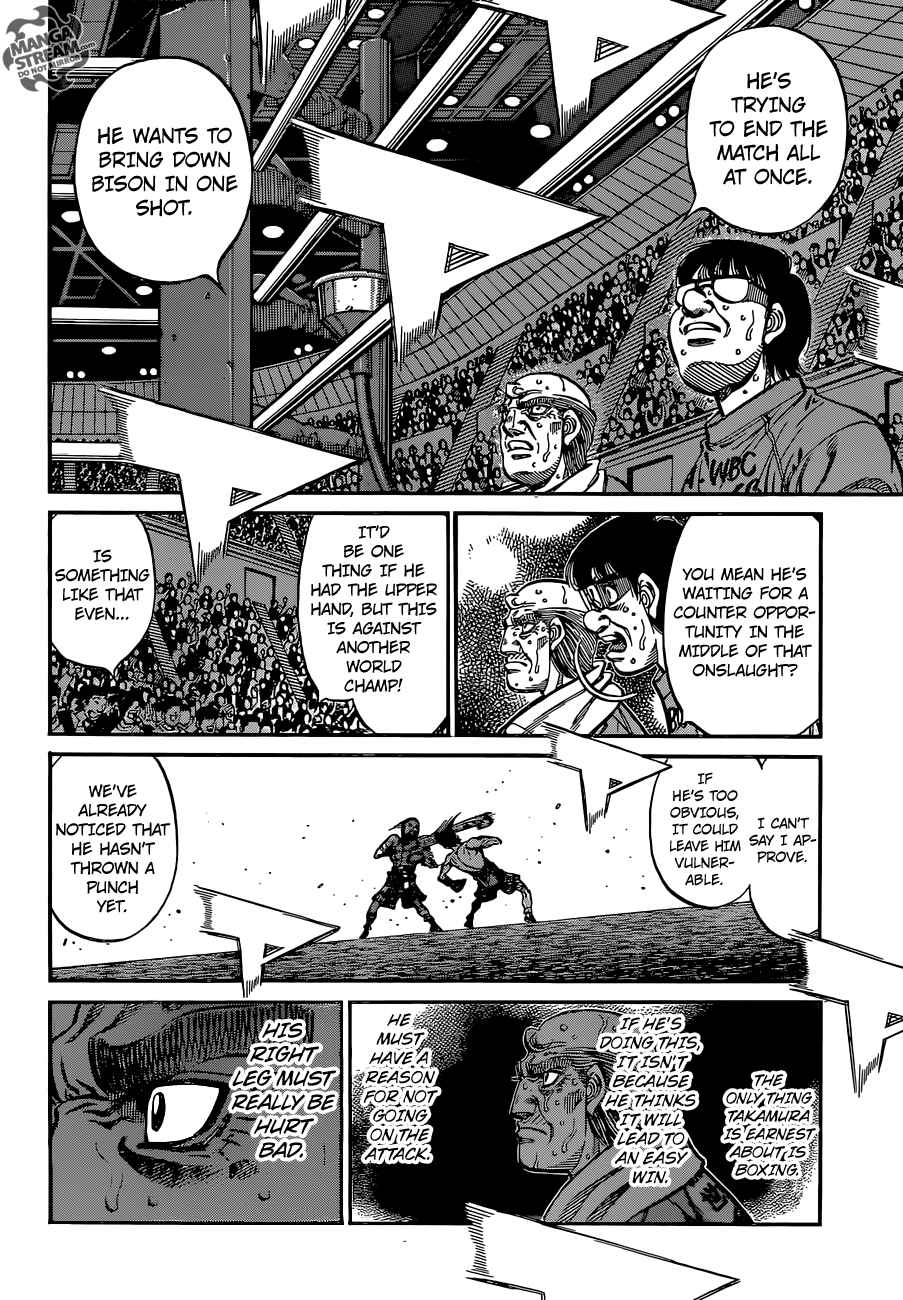 MANGA
STREAM.com
DO NOT MIRROR
HE'S
TRYING
TO END THE
MATCH ALL
AT ONCE.
HE WANTS TO
BRING DOWN
BISON IN ONE
SHOT.
WBC
YOU MEAN HE'S
WAITING FOR A
COUNTER OPPOR-
TUNITY IN THE
MIDDLE OF THAT
ONSLAUGHT?
IT'D
BE ONE
THING IF HE
HAD THE UPPER
HAND, BUT THIS
IS AGAINST
ANOTHER
WORLD
CHAMP!
IS
SOMETHING
LIKE THAT
EVEN...
I CAN'T
SAY I AP-
PROVE.
IF
HE'S TOO
OBVIOUS,
IT COULD
LEAVE HIM
VULNER-
ABLE.
WE'VE
ALREADY
NOTICED THAT
HE HASN'T
THROWN A
PUNCH
YET.
THE
ONLY THING
TAKAMURA
IS EARNEST
ABOUT IS
BOXING.
IF HE'S
DOING THIS,
IT ISN'T
BECAUSE
HE THINKS
IT WILL
LEAD TO
AN EASY
WIN.
HE
MUST
HAVE A
REASON
FOR NOT
GOING
ON THE
ATTACK.
HIS
RIGHT
LEG MUST
REALLY BE
HURT
BAD.